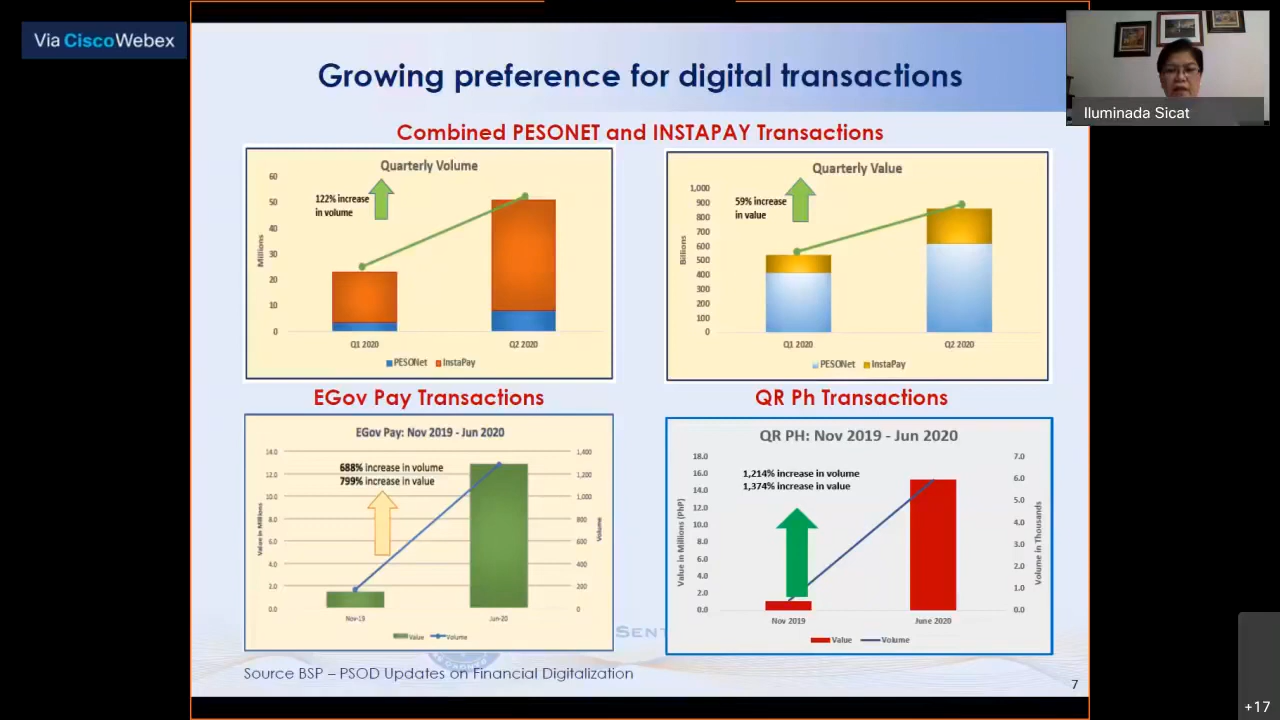 Via CiscoWebex
Iluminada Sicat
Growing preference for digital transactions
Combined PESONET and INSTAPAY Transactions
Quarterly Volume
122% increase
in volume
Millions
60
50
40
30
20
10
0
Q1 2020
Q2 2020
PESONet
InstaPay
Quarterly Value
59% increase
in value
Billions
1,000
900
800
700
600
500
400
300
200
100
0
Q1 2020
Q2 2020
PESONet
InstaPay
EGov Pay Transactions
EGov Pay: Nov 2019 - Jun 2020
688% increase in volume
799% increase in value
Value in Millions
14.0
12.0
10.0
8.0
6.0
4.0
2.0
0.0
1,400
1,200
1,000
800
600
400
200
0
Volume
Nov-19
Jun-20
Value
Volume
QR Ph Transactions
QR PH: Nov 2019 - Jun 2020
1,214% increase in volume
1,374% increase in value
Value in Millions (PhP)
18.0
16.0
14.0
12.0
10.0
8.0
6.0
4.0
2.0
0.0
7.0
6.0
5.0
4.0
3.0
2.0
1.0
0.0
Volume in Thousands
Nov 2019
June 2020
Value
Volume
Source BSP – PSOD Updates on Financial Digitalization
7
+17